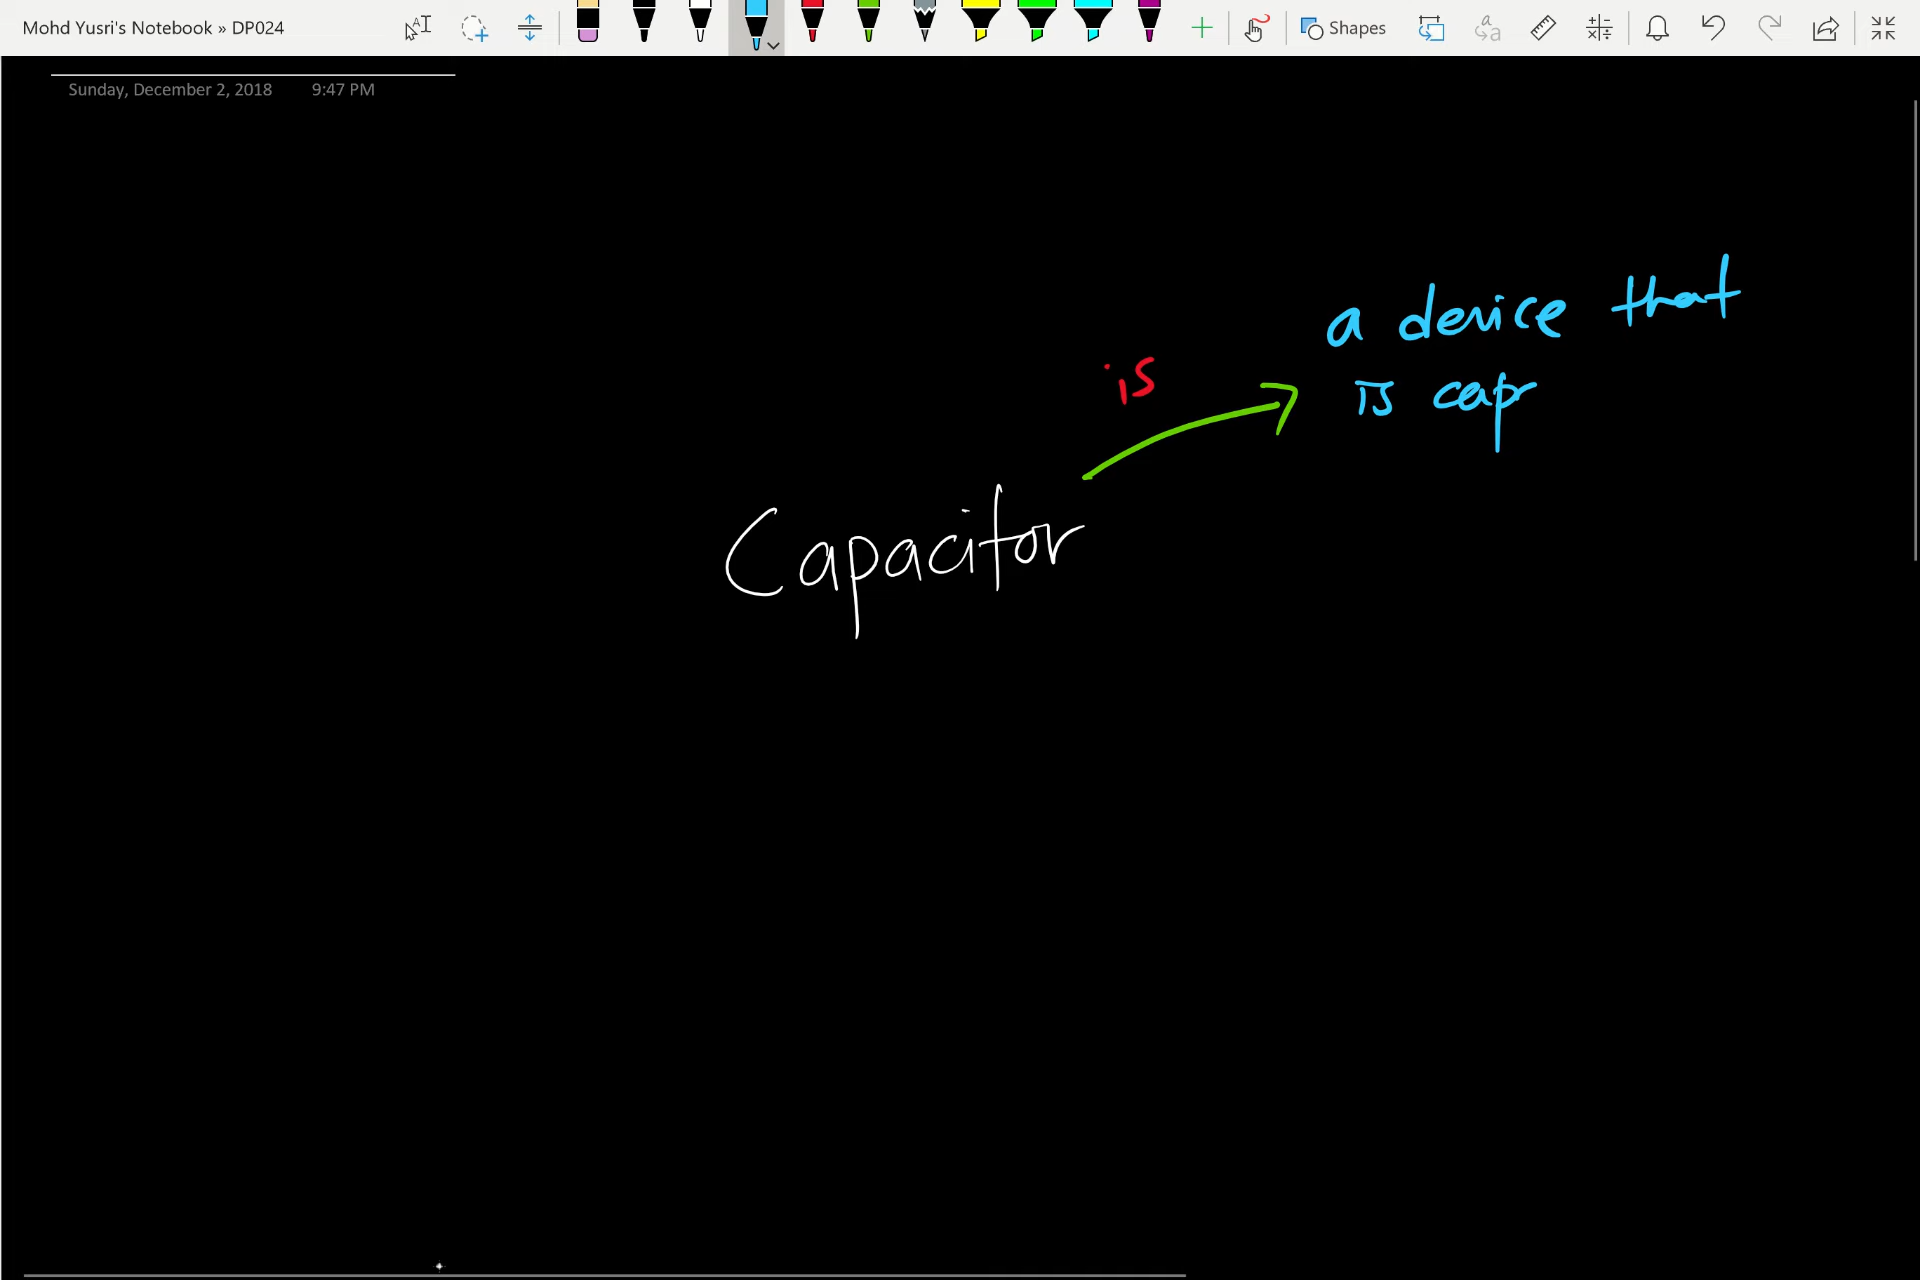 Mohd Yusri's Notebook » DP024
Shapes
Sunday, December 2, 2018 9:47 PM
a device that
is
is cap
Capacitor